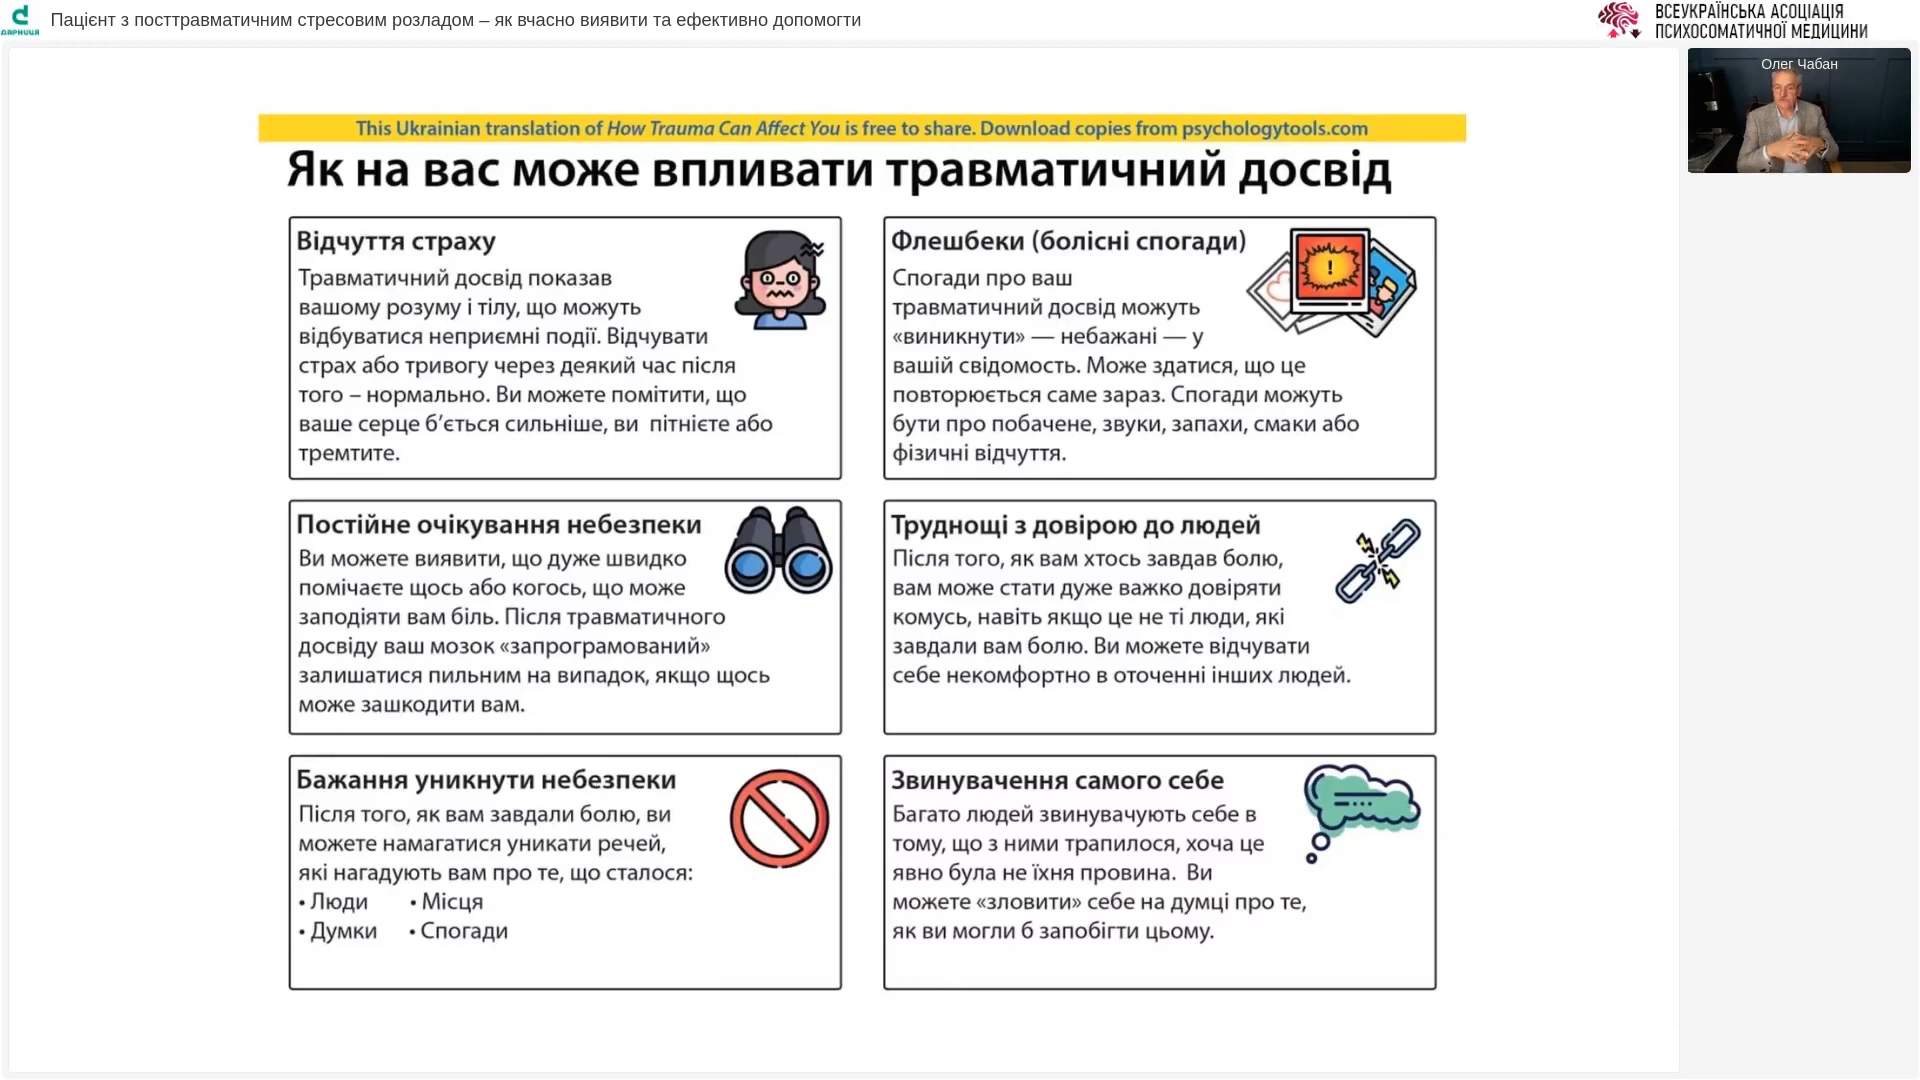 дарниця
Пацієнт з посттравматичним стресовим розладом – як вчасно виявити та ефективно допомогти
ВСЕУКРАЇНСЬКА АСОЦІАЦІЯ
ПСИХОСОМАТИЧНОЇ МЕДИЦИНИ
Олег Чабан
This Ukrainian translation of How Trauma Can Affect You is free to share. Download copies from psychologytools.com
Як на вас може впливати травматичний досвід
Відчуття страху
Травматичний досвід показав
вашому розуму і тілу, що можуть
відбуватися неприємні події. Відчувати
страх або тривогу через деякий час після
того – нормально. Ви можете помітити, що
ваше серце б’ється сильніше, ви пітнієте або
тремтите.
Флешбеки (болісні спогади)
Спогади про ваш
травматичний досвід можуть
«виникнути» — небажані — у
вашій свідомость. Може здатися, що це
повторюється саме зараз. Спогади можуть
бути про побачене, звуки, запахи, смаки або
фізичні відчуття.
Постійне очікування небезпеки
Ви можете виявити, що дуже швидко
помічаєте щось або когось, що може
заподіяти вам біль. Після травматичного
досвіду ваш мозок «запрограмований»
залишатися пильним на випадок, якщо щось
може зашкодити вам.
Труднощі з довірою до людей
Після того, як вам хтось завдав болю,
вам може стати дуже важко довіряти
комусь, навіть якщо це не ті люди, які
завдали вам болю. Ви можете відчувати
себе некомфортно в оточенні інших людей.
Бажання уникнути небезпеки
Після того, як вам завдали болю, ви
можете намагатися уникати речей,
які нагадують вам про те, що сталося:
• Люди • Місця
• Думки • Спогади
Звинувачення самого себе
Багато людей звинувачують себе в
тому, що з ними трапилося, хоча це
явно була не їхня провина. Ви
можете «зловити» себе на думці про те,
як ви могли б запобігти цьому.